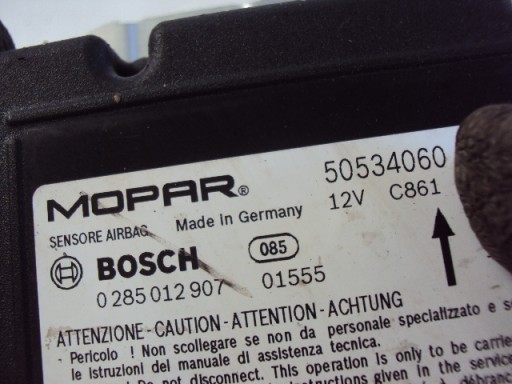 MOPAR® 50534060
SENSORE AIRBAG Made in Germany 12V C861
BOSCH 085
0 285 012 907 01555
ATTENZIONE - CAUTION - ATTENTION - ACHTUNG
- Pericolo ! Non scollegare se non da personale specializzato e
le istruzioni del manuale di assistenza tecnica.
Do not disconnect. This operation is only to be
instructions given in the